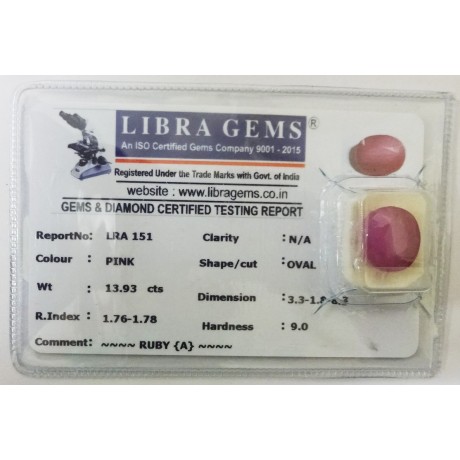 LIBRA GEMS ®
An ISO Certified Gems Company 9001 - 2015
Registered Under the Trade Marks with Govt. of India
website : www.libragems.co.in
GEMS & DIAMOND CERTIFIED TESTING REPORT
ReportNo: LRA 151 Clarity : N/A
Colour : PINK Shape/cut : OVAL
Wt : 13.93 cts Dimension :
R.Index : 1.76-1.78 Hardness : 9.0
Comment: ~~~~ RUBY {A} ~~~~